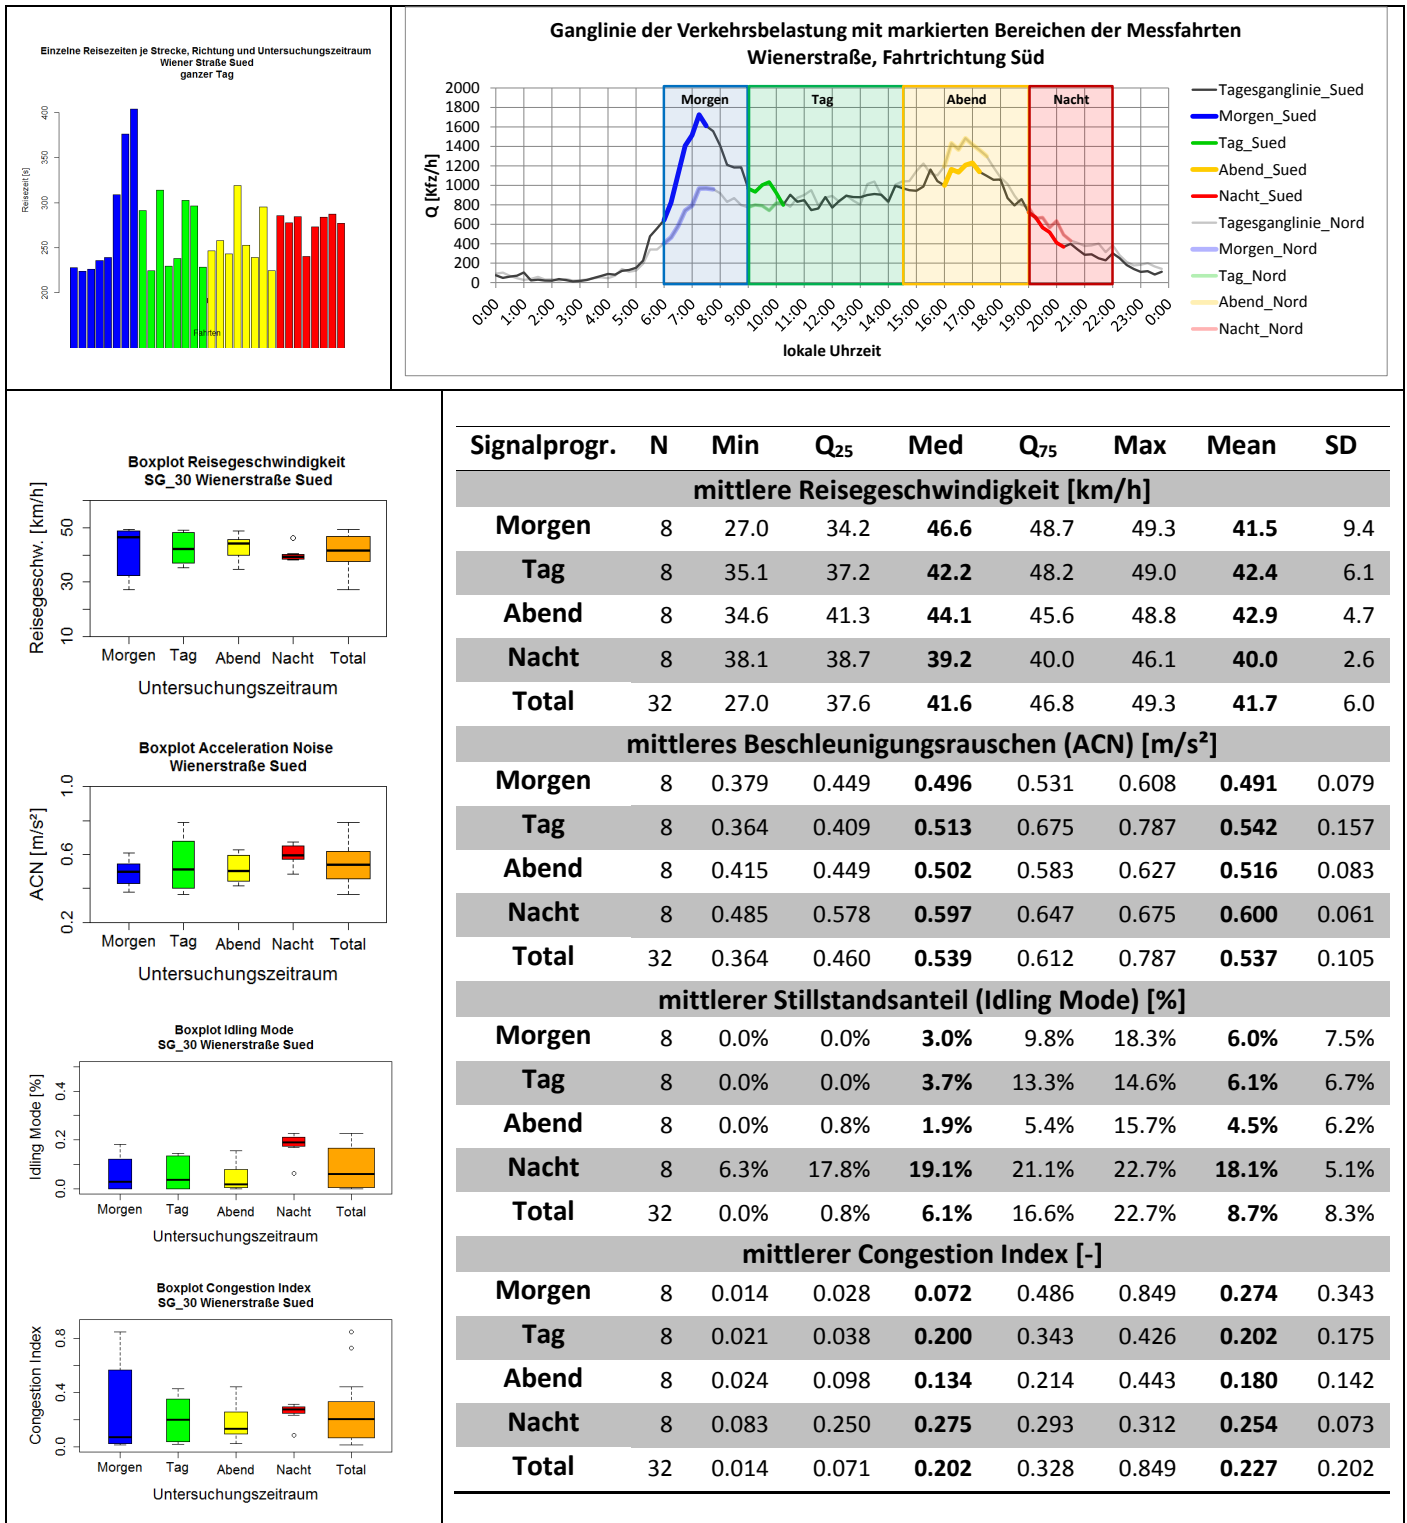 Einzelne Reisezeiten je Strecke, Richtung und Untersuchungszeitraum
Wiener Straße Sued
ganzer Tag
Reisezeit [s]
400
350
300
250
200
Fahrten
Ganglinie der Verkehrsbelastung mit markierten Bereichen der Messfahrten
Wienerstraße, Fahrtrichtung Süd
Q [Kfz/h]
2000
1800
1600
1400
1200
1000
800
600
400
200
0
Morgen Tag Abend Nacht
0:00 1:00 2:00 3:00 4:00 5:00 6:00 7:00 8:00 9:00 10:00 11:00 12:00 13:00 14:00 15:00 16:00 17:00 18:00 19:00 20:00 21:00 22:00 23:00 0:00
lokale Uhrzeit
Tagesganglinie_Sued
Morgen_Sued
Tag_Sued
Abend_Sued
Nacht_Sued
Tagesganglinie_Nord
Morgen_Nord
Tag_Nord
Abend_Nord
Nacht_Nord
Boxplot Reisegeschwindigkeit
SG_30 Wienerstraße Sued
Reisegeschw. [km/h]
50
30
10
Morgen Tag Abend Nacht Total
Untersuchungszeitraum
Boxplot Acceleration Noise
Wienerstraße Sued
ACN [m/s²]
1.0
0.6
0.2
Morgen Tag Abend Nacht Total
Untersuchungszeitraum
Boxplot Idling Mode
SG_30 Wienerstraße Sued
Idling Mode [%]
0.4
0.2
0.0
Morgen Tag Abend Nacht Total
Untersuchungszeitraum
Boxplot Congestion Index
SG_30 Wienerstraße Sued
Congestion Index
0.8
0.4
0.0
Morgen Tag Abend Nacht Total
Untersuchungszeitraum
Signalprogr. N Min Q₂₅ Med Q₇₅ Max Mean SD
mittlere Reisegeschwindigkeit [km/h]
Morgen 8 27.0 34.2 46.6 48.7 49.3 41.5 9.4
Tag 8 35.1 37.2 42.2 48.2 49.0 42.4 6.1
Abend 8 34.6 41.3 44.1 45.6 48.8 42.9 4.7
Nacht 8 38.1 38.7 39.2 40.0 46.1 40.0 2.6
Total 32 27.0 37.6 41.6 46.8 49.3 41.7 6.0
mittleres Beschleunigungsrauschen (ACN) [m/s²]
Morgen 8 0.379 0.449 0.496 0.531 0.608 0.491 0.079
Tag 8 0.364 0.409 0.513 0.675 0.787 0.542 0.157
Abend 8 0.415 0.449 0.502 0.583 0.627 0.516 0.083
Nacht 8 0.485 0.578 0.597 0.647 0.675 0.600 0.061
Total 32 0.364 0.460 0.539 0.612 0.787 0.537 0.105
mittlerer Stillstandsanteil (Idling Mode) [%]
Morgen 8 0.0% 0.0% 3.0% 9.8% 18.3% 6.0% 7.5%
Tag 8 0.0% 0.0% 3.7% 13.3% 14.6% 6.1% 6.7%
Abend 8 0.0% 0.8% 1.9% 5.4% 15.7% 4.5% 6.2%
Nacht 8 6.3% 17.8% 19.1% 21.1% 22.7% 18.1% 5.1%
Total 32 0.0% 0.8% 6.1% 16.6% 22.7% 8.7% 8.3%
mittlerer Congestion Index [-]
Morgen 8 0.014 0.028 0.072 0.486 0.849 0.274 0.343
Tag 8 0.021 0.038 0.200 0.343 0.426 0.202 0.175
Abend 8 0.024 0.098 0.134 0.214 0.443 0.180 0.142
Nacht 8 0.083 0.250 0.275 0.293 0.312 0.254 0.073
Total 32 0.014 0.071 0.202 0.328 0.849 0.227 0.202